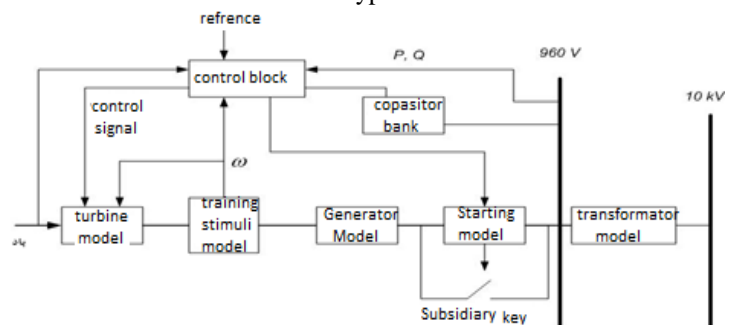 refrence
P, Q
960 V
10 kV
control block
control
signal
copasitor
bank
ω
turbine
model
training
stimuli
model
Generator
Model
Starting
model
transformator
model
Subsidiary key